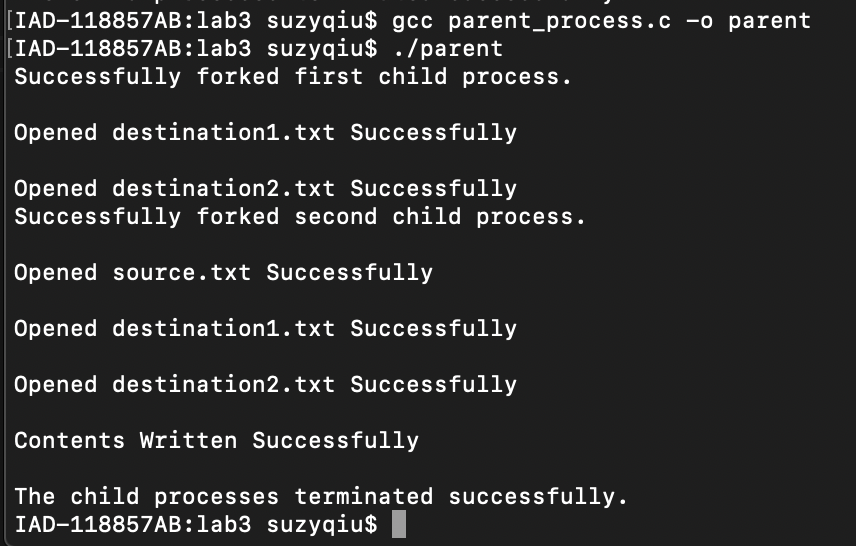 [IAD-118857AB:lab3 suzyqiu$ gcc parent_process.c -o parent
[IAD-118857AB:lab3 suzyqiu$ ./parent
Successfully forked first child process.
Opened destination1.txt Successfully
Opened destination2.txt Successfully
Successfully forked second child process.
Opened source.txt Successfully
Opened destination1.txt Successfully
Opened destination2.txt Successfully
Contents Written Successfully
The child processes terminated successfully.
IAD-118857AB:lab3 suzyqiu$